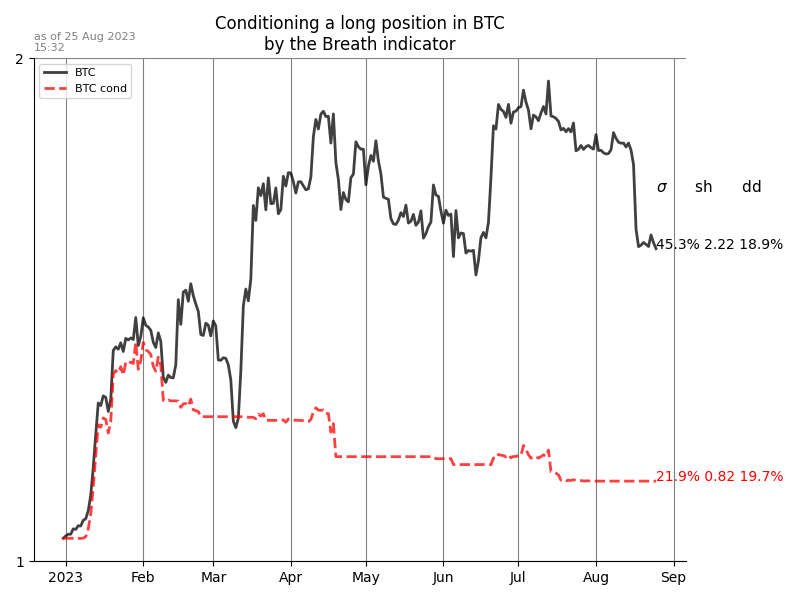 Conditioning a long position in BTC
by the Breath indicator
as of 25 Aug 2023
15:32
2
BTC
BTC cond
σ sh dd
45.3% 2.22 18.9%
21.9% 0.82 19.7%
1
2023 Feb Mar Apr May Jun Jul Aug Sep